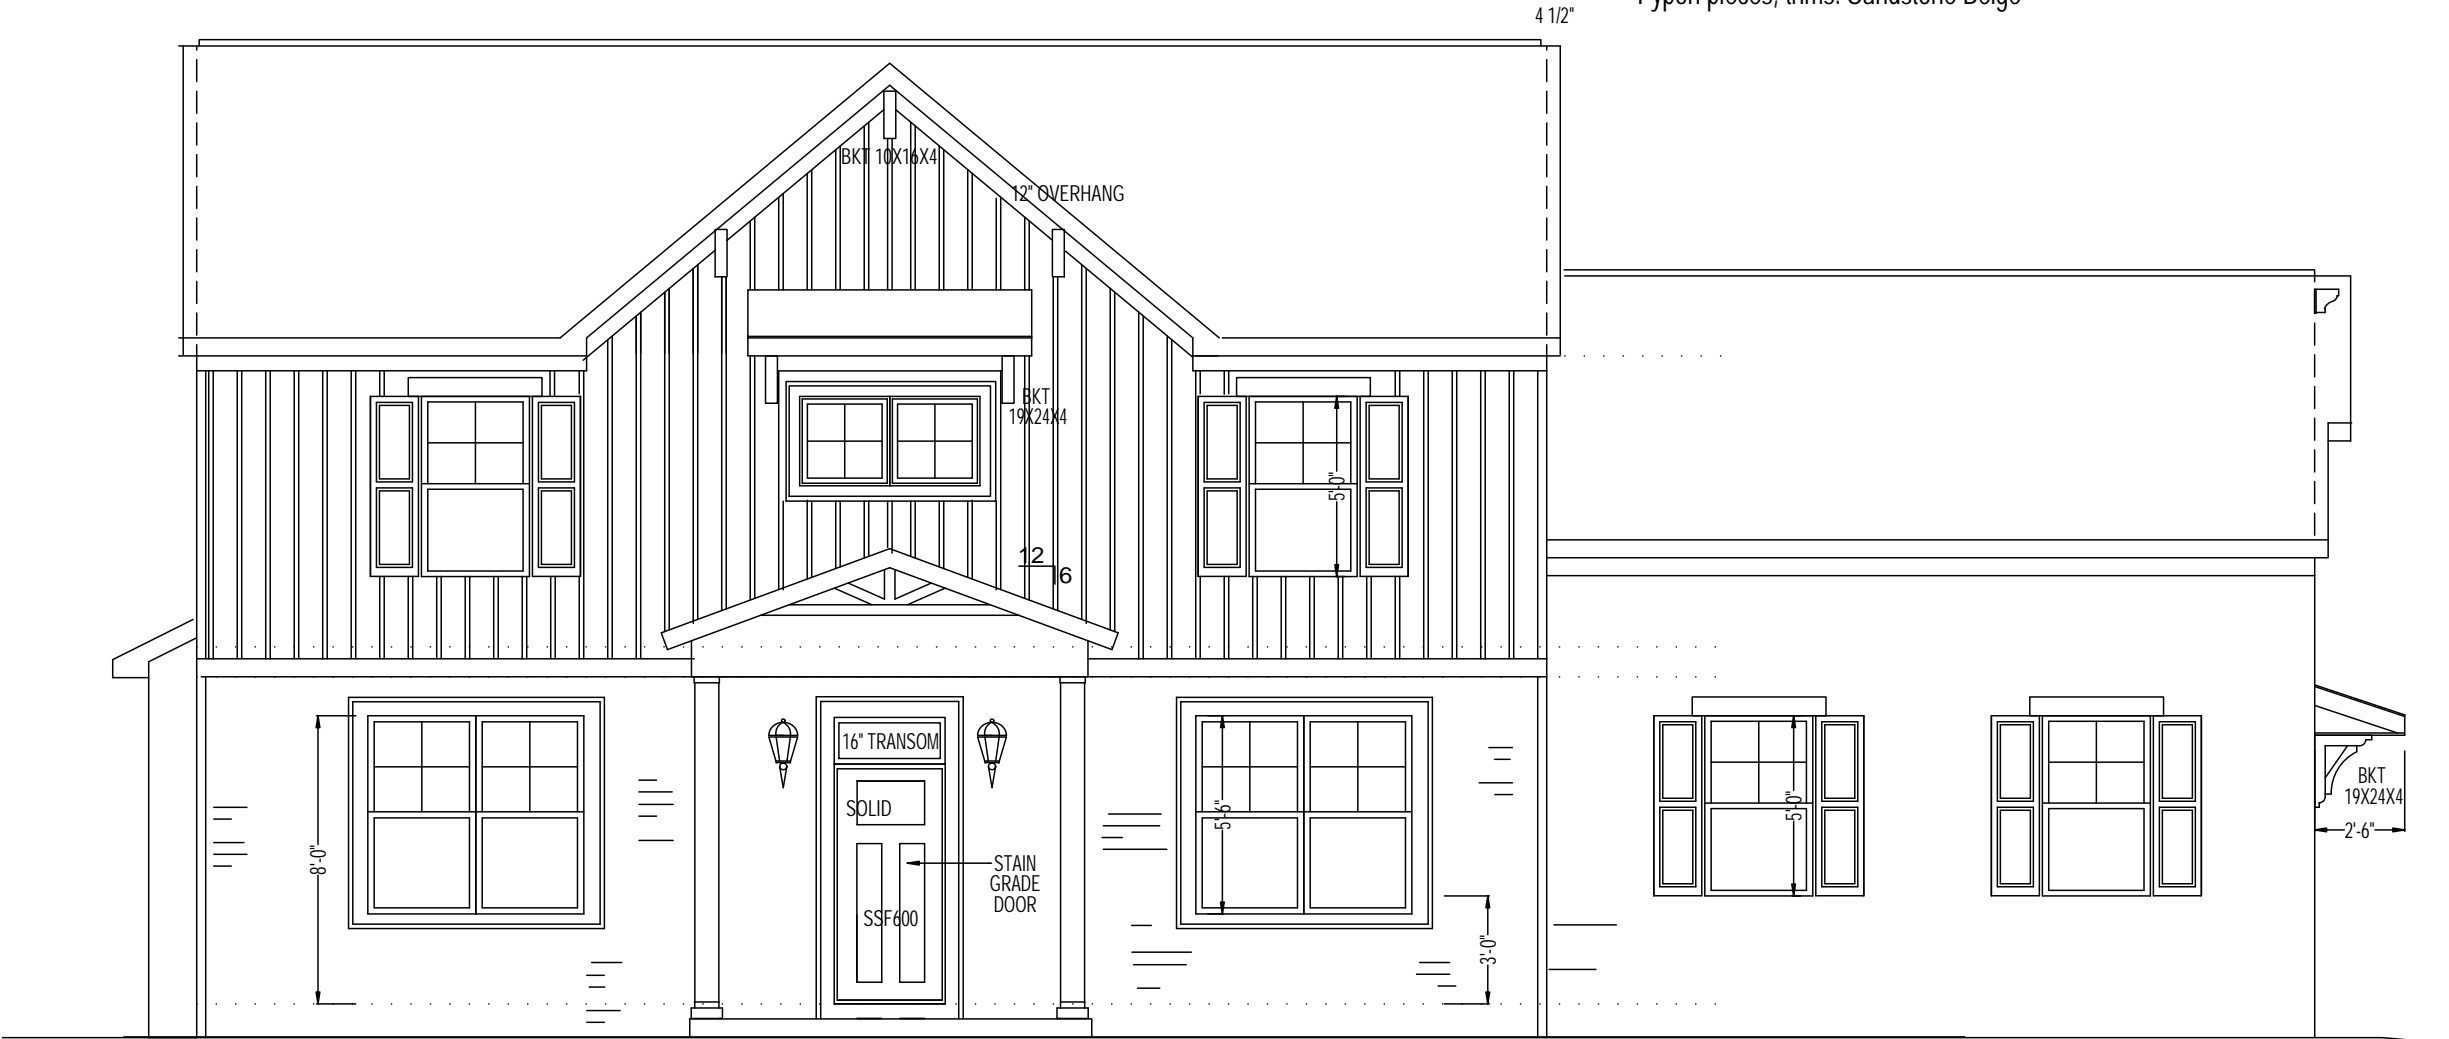 4 1/2"
BKT 10X16X4
12" OVERHANG
BKT
19X24X4
5'-0"
12
6
16" TRANSOM
SOLID
8'-0"
5'-6"
5'-0"
BKT
19X24X4
2'-6"
STAIN
GRADE
DOOR
SSF600
3'-0"